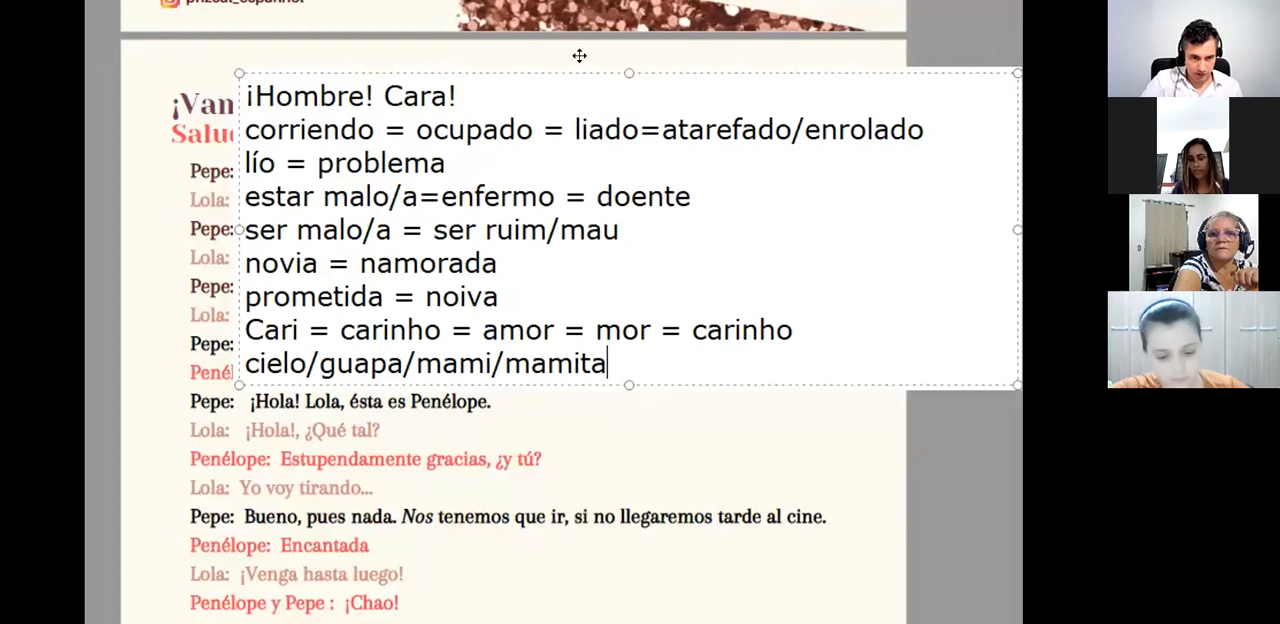 ¡Hombre! Cara!
corriendo = ocupado = liado=atarefado/enrolado
lío = problema
estar malo/a=enfermo = doente
ser malo/a = ser ruim/mau
novia = namorada
prometida = noiva
Cari = carinho = amor = mor = carinho
cielo/guapa/mami/mamita
Pepe:
Lola:
Pepe:
Lola:
Pepe:
Lola:
Pepe:
Pepe: ¡Hola! Lola, ésta es Penélope.
Lola: ¡Hola!, ¿Qué tal?
Penélope: Estupendamente gracias, ¿y tú?
Lola: Yo voy tirando...
Pepe: Bueno, pues nada. Nos tenemos que ir, si no llegaremos tarde al cine.
Penélope: Encantada
Lola: ¡Venga hasta luego!
Penélope y Pepe : ¡Chao!